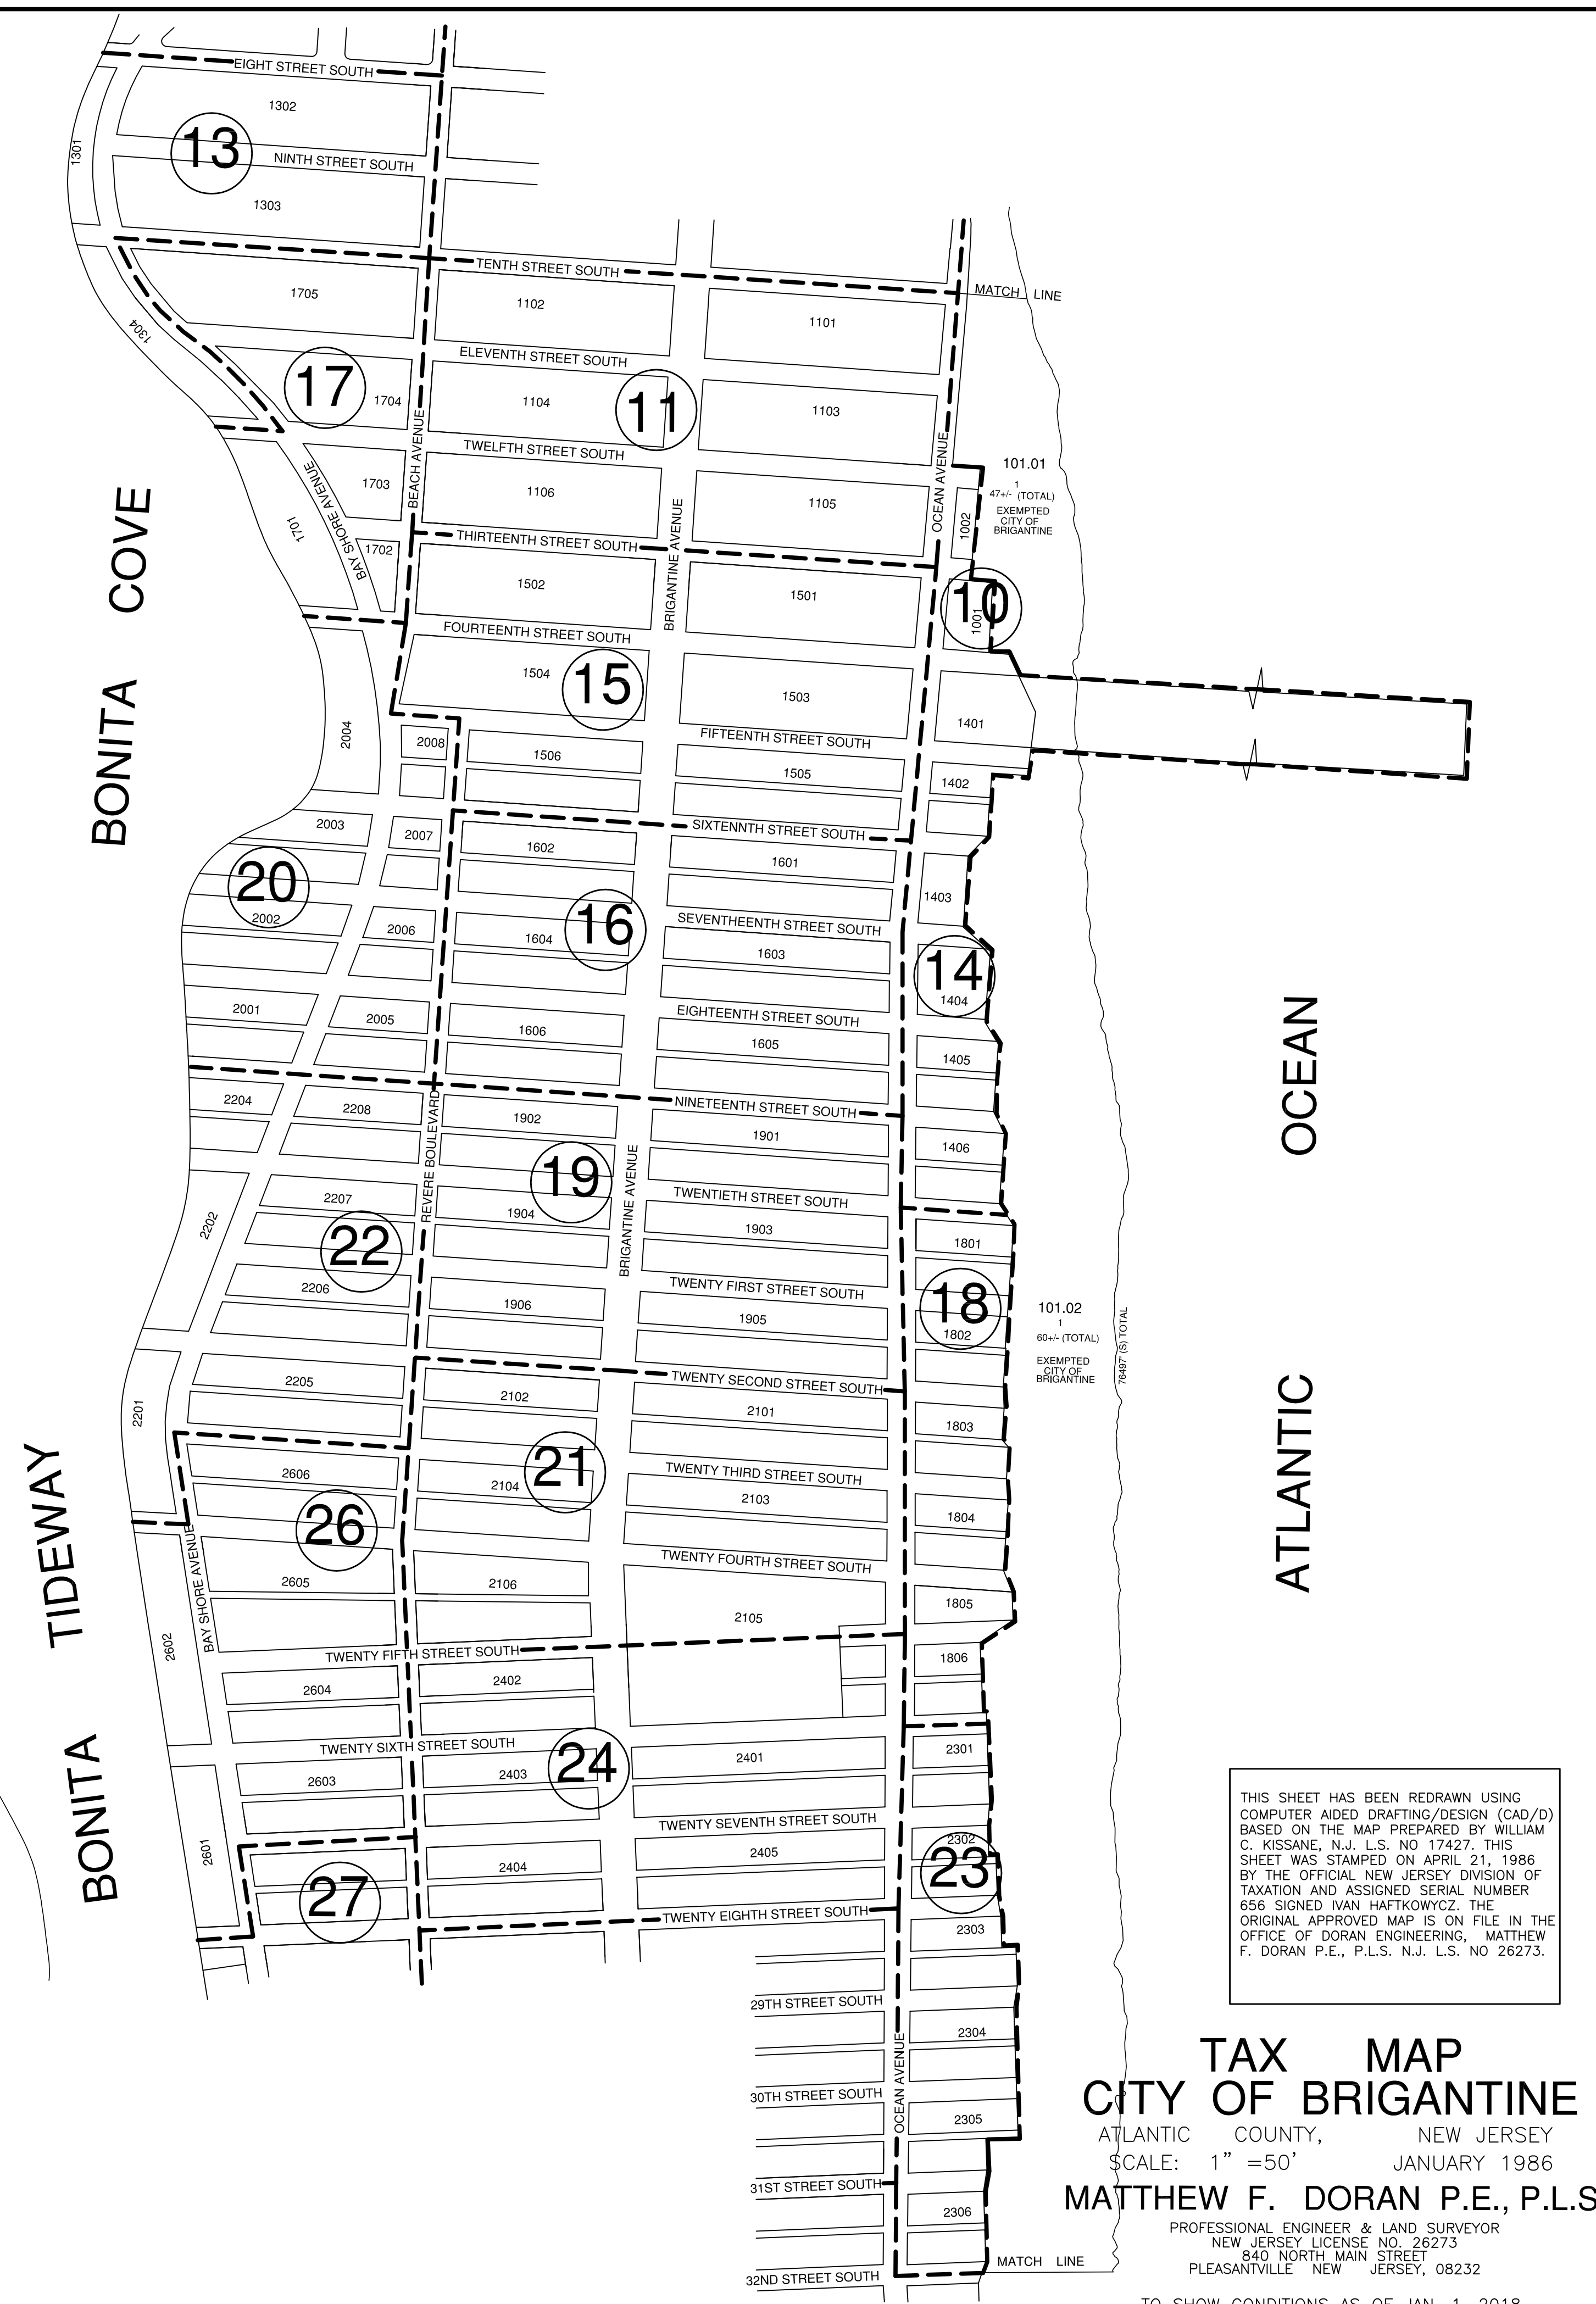 EIGHT STREET SOUTH
1302
1301
13
NINTH STREET SOUTH
1303
TENTH STREET SOUTH
MATCH LINE
1705
1102
1101
1304
ELEVENTH STREET SOUTH
17
1704
1104
11
1103
BEACH AVENUE
TWELFTH STREET SOUTH
OCEAN AVENUE
101.01
1
47+/- (TOTAL)
EXEMPTED
CITY OF
BRIGANTINE
1703
1106
1105
1002
BAY SHORE AVENUE
1701
1702
THIRTEENTH STREET SOUTH
BRIGANTINE AVENUE
1502
1501
10
1001
FOURTEENTH STREET SOUTH
1504
15
1503
1401
BONITA COVE
2004
2008
FIFTEENTH STREET SOUTH
1506
1505
1402
2003
2007
SIXTENNTH STREET SOUTH
1602
1601
20
2002
1403
2006
1604
16
SEVENTHEENTH STREET SOUTH
1603
14
1404
2001
2005
1606
EIGHTEENTH STREET SOUTH
1605
1405
2204
2208
REVERE BOULEVARD
1902
NINETEENTH STREET SOUTH
1901
1406
19
BRIGANTINE AVENUE
2207
1904
TWENTIETH STREET SOUTH
1903
1801
2202
22
2206
1906
TWENTY FIRST STREET SOUTH
1905
18
1802
101.02
1
60+/- (TOTAL)
EXEMPTED
CITY OF
BRIGANTINE
76497' (S) TOTAL
ATLANTIC OCEAN
2205
2102
TWENTY SECOND STREET SOUTH
2101
1803
2201
2606
21
2104
TWENTY THIRD STREET SOUTH
2103
1804
26
BAY SHORE AVENUE
2605
2106
TWENTY FOURTH STREET SOUTH
2105
1805
2602
TWENTY FIFTH STREET SOUTH
1806
2604
2402
BONITA TIDEWAY
TWENTY SIXTH STREET SOUTH
24
2401
2301
2603
2403
TWENTY SEVENTH STREET SOUTH
2601
2404
2405
2302
23
27
TWENTY EIGHTH STREET SOUTH
2303
29TH STREET SOUTH
2304
OCEAN AVENUE
30TH STREET SOUTH
2305
31ST STREET SOUTH
2306
MATCH LINE
32ND STREET SOUTH
THIS SHEET HAS BEEN REDRAWN USING
COMPUTER AIDED DRAFTING/DESIGN (CAD/D)
BASED ON THE MAP PREPARED BY WILLIAM
C. KISSANE, N.J. L.S. NO 17427. THIS
SHEET WAS STAMPED ON APRIL 21, 1986
BY THE OFFICIAL NEW JERSEY DIVISION OF
TAXATION AND ASSIGNED SERIAL NUMBER
656 SIGNED IVAN HAFTKOWYCZ. THE
ORIGINAL APPROVED MAP IS ON FILE IN THE
OFFICE OF DORAN ENGINEERING, MATTHEW
F. DORAN P.E., P.L.S. N.J. L.S. NO 26273.
TAX MAP
CITY OF BRIGANTINE
ATLANTIC COUNTY, NEW JERSEY
SCALE: 1" =50' JANUARY 1986
MATTHEW F. DORAN P.E., P.L.S
PROFESSIONAL ENGINEER & LAND SURVEYOR
NEW JERSEY LICENSE NO. 26273
840 NORTH MAIN STREET
PLEASANTVILLE NEW JERSEY, 08232
TO SHOW CONDITIONS AS OF JAN. 1, 2018